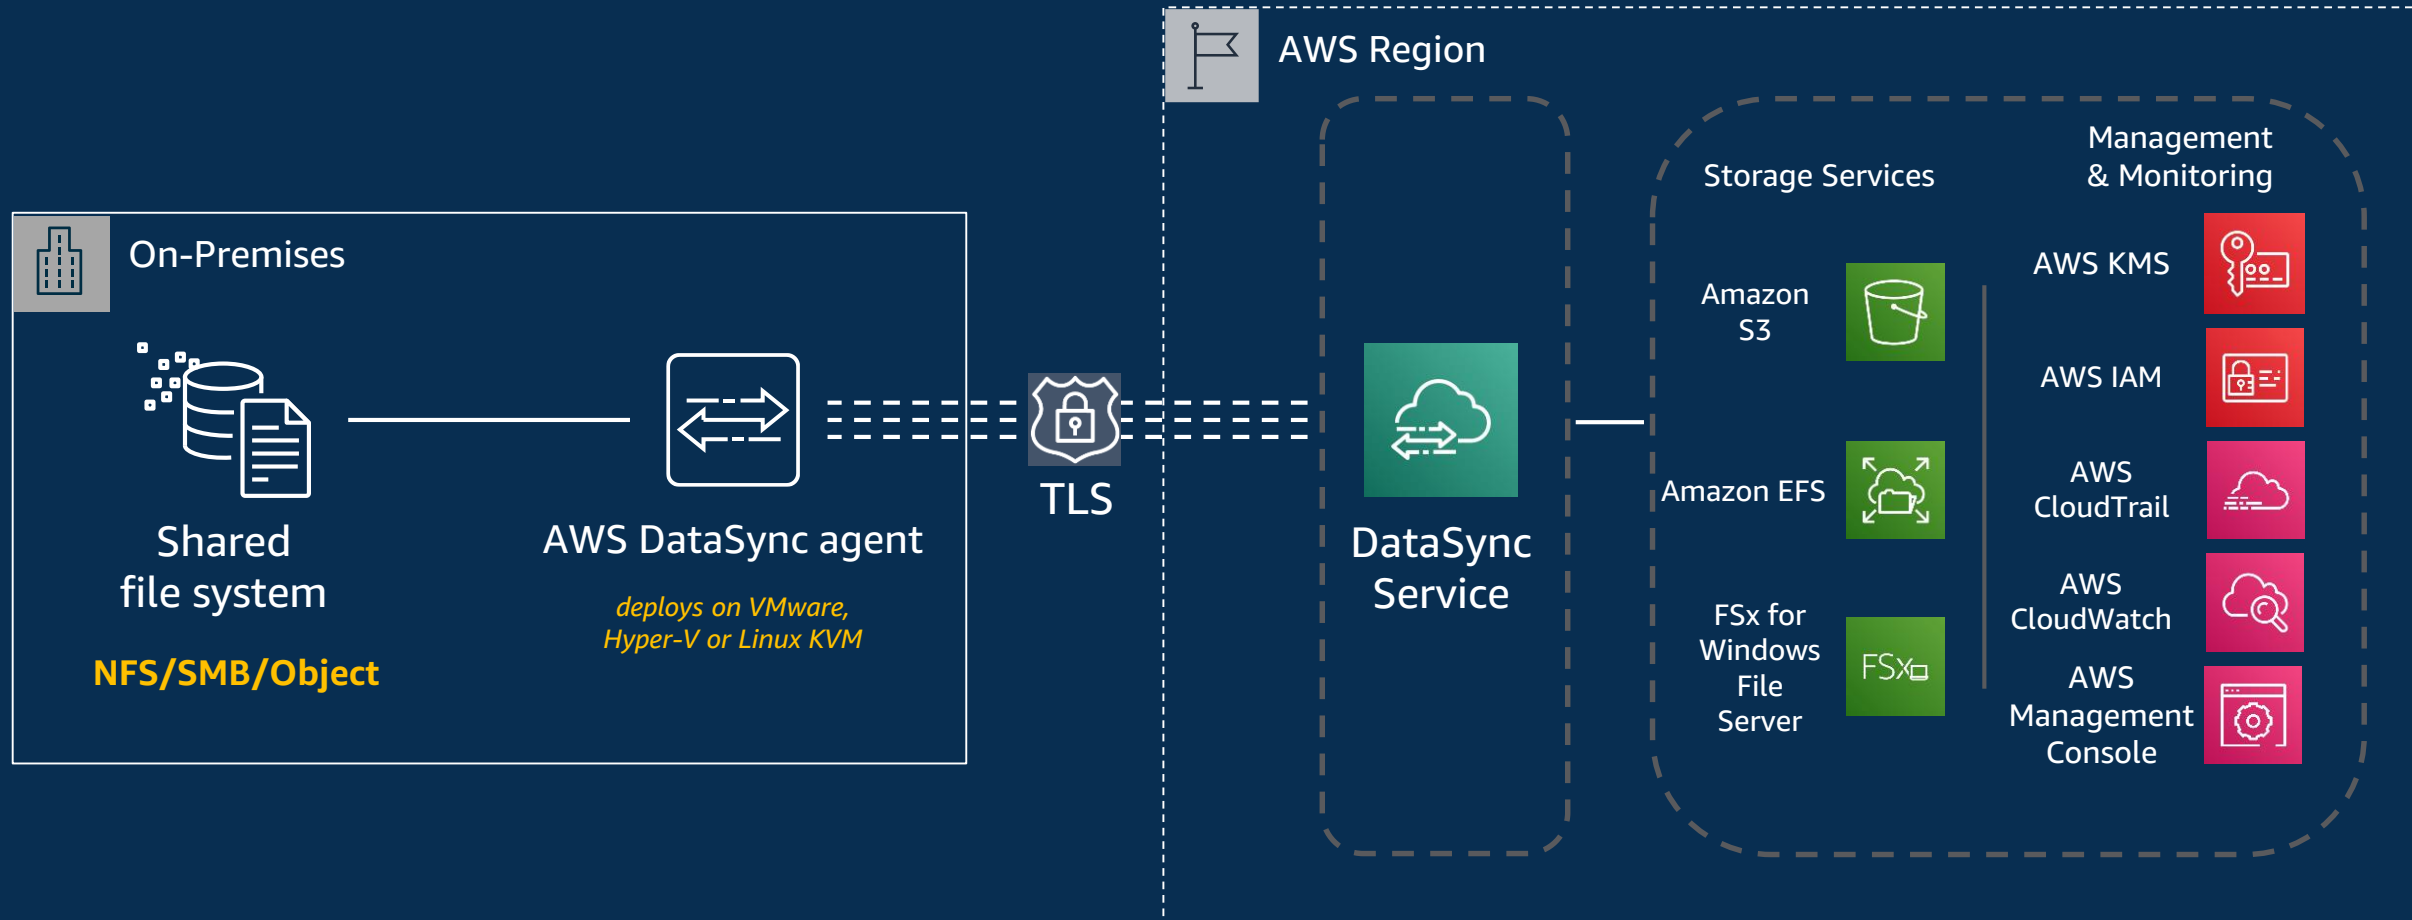 AWS Region
On-Premises
Shared
file system
NFS/SMB/Object
AWS DataSync agent
deploys on VMware,
Hyper-V or Linux KVM
TLS
DataSync
Service
Storage Services
Amazon
S3
Amazon EFS
FSx for
Windows
File
Server
FSx
Management
& Monitoring
AWS KMS
AWS IAM
AWS
CloudTrail
AWS
CloudWatch
AWS
Management
Console